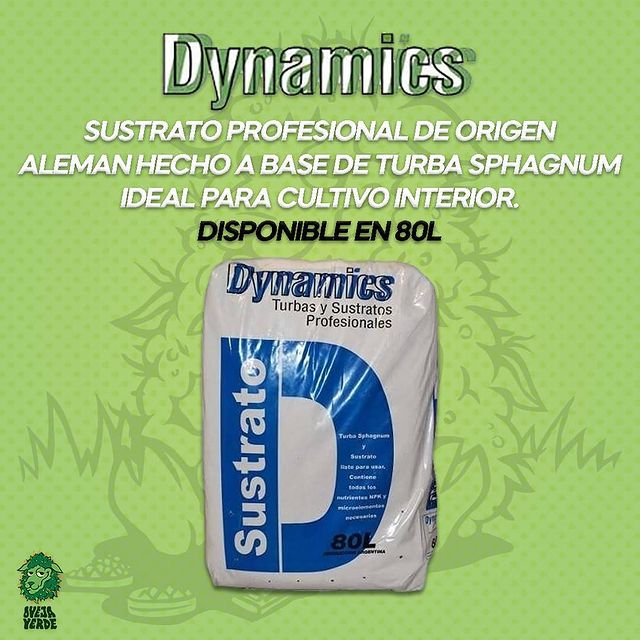 Dynamics
SUSTRATO PROFESIONAL DE ORIGEN
ALEMAN HECHO A BASE DE TURBA SPHAGNUM
IDEAL PARA CULTIVO INTERIOR.
DISPONIBLE EN 80L
Dynamics
Turbas y Sustratos
Profesionales
Sustrato
Turba Sphagnum
y
Sustrato
listo para usar.
Contiene
todos los
nutrientes NPK y
microelementos
necesarios
80L
ARGENTINA
Dynamics
OVEJA
VERDE